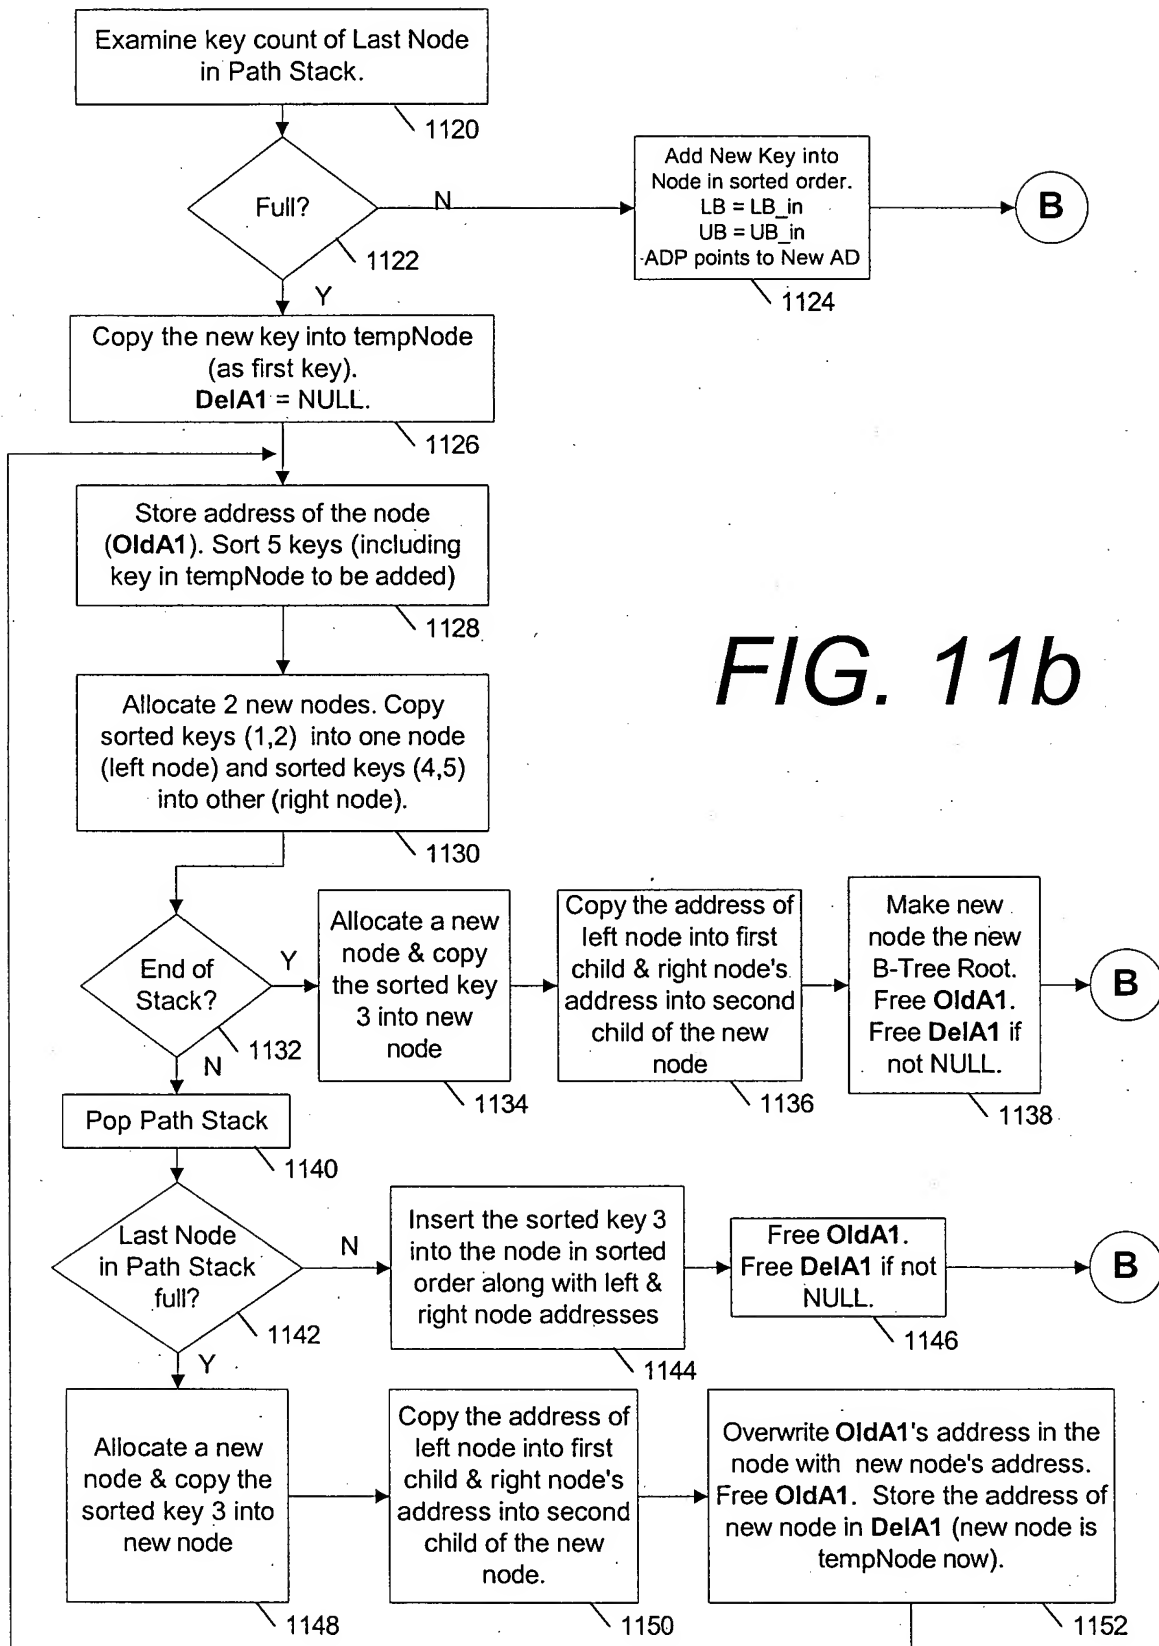 Examine key count of Last Node
in Path Stack.
1120
Full?
N
1122
Y
Add New Key into
Node in sorted order.
LB = LB_in
UB = UB_in
ADP points to New AD
1124
B
Copy the new key into tempNode
(as first key).
DelA1 = NULL.
1126
Store address of the node
(OldA1). Sort 5 keys (including
key in tempNode to be added)
1128
FIG. 11b
Allocate 2 new nodes. Copy
sorted keys (1,2) into one node
(left node) and sorted keys (4,5)
into other (right node).
1130
End of
Stack?
Y
1132
N
Allocate a new
node & copy
the sorted key
3 into new
node
1134
Copy the address of
left node into first
child & right node's
address into second
child of the new
node
1136
Make new
node the new
B-Tree Root.
Free OldA1.
Free DelA1 if
not NULL.
1138
B
Pop Path Stack
1140
Last Node
in Path Stack
full?
N
1142
Y
Insert the sorted key 3
into the node in sorted
order along with left &
right node addresses
1144
Free OldA1.
Free DelA1 if not
NULL.
1146
B
Allocate a new
node & copy the
sorted key 3 into
new node
1148
Copy the address of
left node into first
child & right node's
address into second
child of the new
node.
1150
Overwrite OldA1's address in the
node with new node's address.
Free OldA1. Store the address of
new node in DelA1 (new node is
tempNode now).
1152